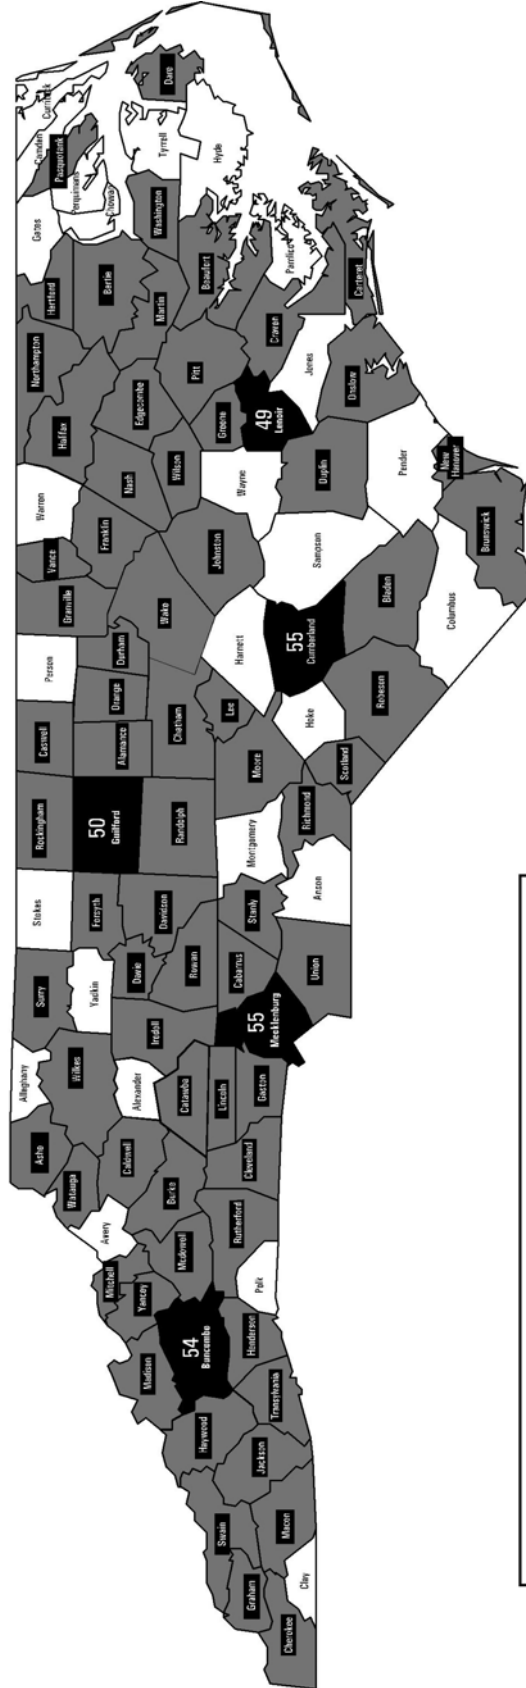 Cherokee
Graham
Clay
Swain
Macon
Jackson
Haywood
Transylvania
Madison
54
Buncombe
Henderson
Yancey
Mitchell
Polk
Mcdowell
Avery
Rutherford
Burke
Watauga
Caldwell
Cleveland
Ashe
Wilkes
Alexander
Catawba
Lincoln
Gaston
Alleghany
Iredell
55
Mecklenburg
Surry
Yadkin
Davie
Rowan
Cabarrus
Union
Stokes
Forsyth
Davidson
Stanly
Anson
Rockingham
50
Guilford
Randolph
Montgomery
Richmond
Caswell
Alamance
Orange
Chatham
Moore
Lee
Scotland
Hoke
Person
Durham
Harnett
55
Cumberland
Robeson
Granville
Wake
Vance
Johnston
Sampson
Bladen
Columbus
Warren
Franklin
Nash
Wilson
Wayne
Duplin
Pender
Brunswick
New
Hanover
Halifax
Edgecombe
Greene
49
Lenoir
Jones
Onslow
Northampton
Pitt
Craven
Hertford
Bertie
Martin
Beaufort
Pamlico
Carteret
Gates
Chowan
Washington
Perquimans
Pasquotank
Camden
Currituck
Tyrrell
Hyde
Dare